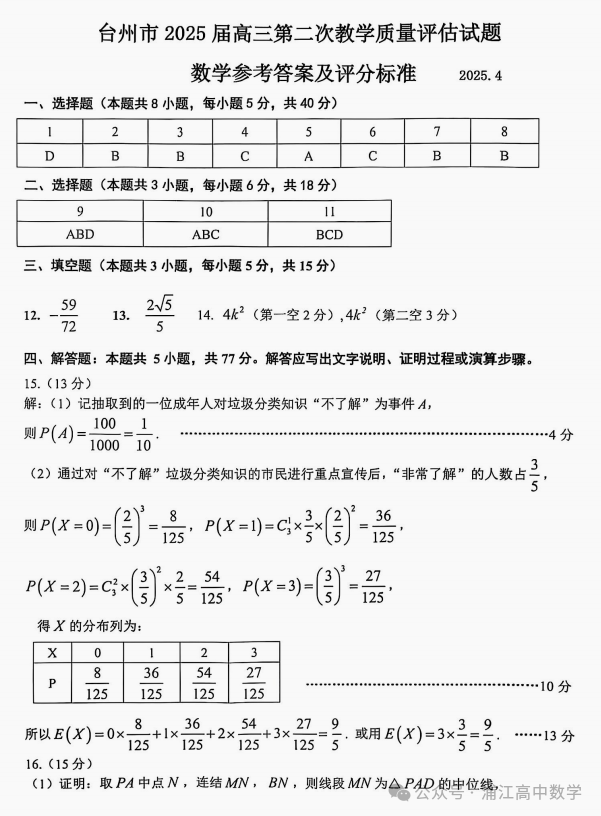 台州市 2025 届高三第二次教学质量评估试题
数学参考答案及评分标准 2025.4
一、选择题（本题共 8 小题，每小题 5 分，共 40 分）
1 2 3 4 5 6 7 8
D B B C A C B B
二、选择题（本题共 3 小题，每小题 6 分，共 18 分）
9 10 11
ABD ABC BCD
三、填空题（本题共 3 小题，每小题 5 分，共 15 分）
12. −59/72 13. 2√5/5 14. 4k²（第一空 2 分）,4k²（第二空 3 分）
四、解答题：本题共 5 小题，共 77 分。解答应写出文字说明、证明过程或演算步骤。
15.（13 分）
解：（1）记抽取到的一位成年人对垃圾分类知识“不了解”为事件 A，
则 P(A)=100/1000=1/10. ………………4 分
（2）通过对“不了解”垃圾分类知识的市民进行重点宣传后，“非常了解”的人数占 3/5，
则 P(X=0)=(2/5)³=8/125，P(X=1)=C₃¹×3/5×(2/5)²=36/125，
P(X=2)=C₃²×(3/5)²×2/5=54/125，P(X=3)=(3/5)³=27/125，
得 X 的分布列为：
X 0 1 2 3
P 8/125 36/125 54/125 27/125 ………………10 分
所以 E(X)=0×8/125+1×36/125+2×54/125+3×27/125=9/5. 或用 E(X)=3×3/5=9/5. ……13 分
16.（15 分）
（1）证明：取 PA 中点 N，连结 MN，BN，则线段 MN 为△PAD 的中位线，
公众号·浦江高中数学